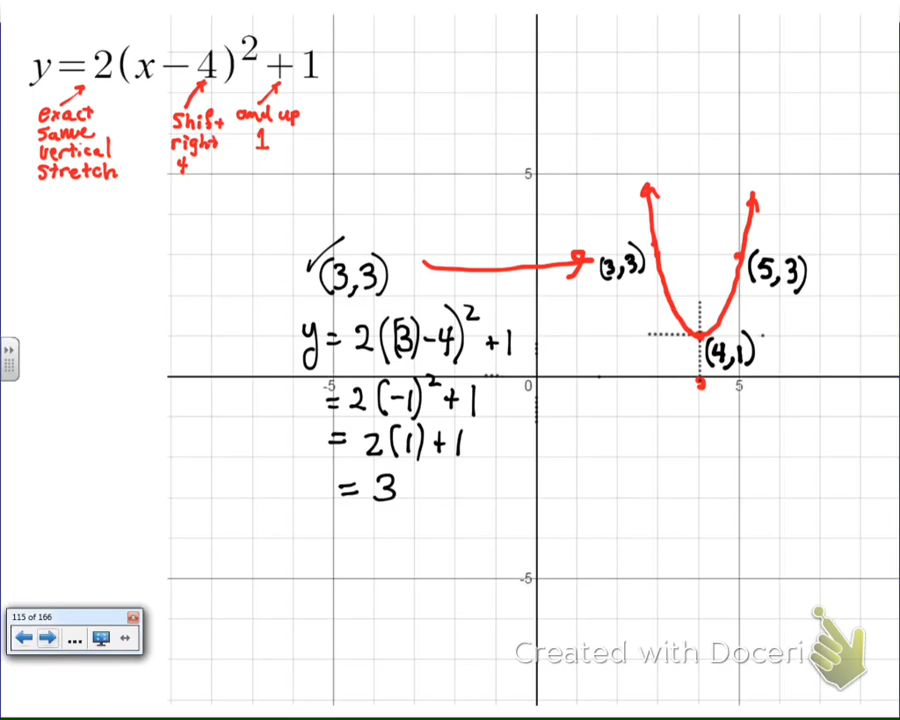 y=2(x−4)²+1
exact
same
vertical
stretch
shift
right
4
and up
1
5
(3,3)
(3,3)
(5,3)
y = 2((3)-4)² +1
(4,1)
-5
0
5
= 2(-1)²+1
= 2(1)+1
= 3
-5
115 of 166
...
Created with Doceri